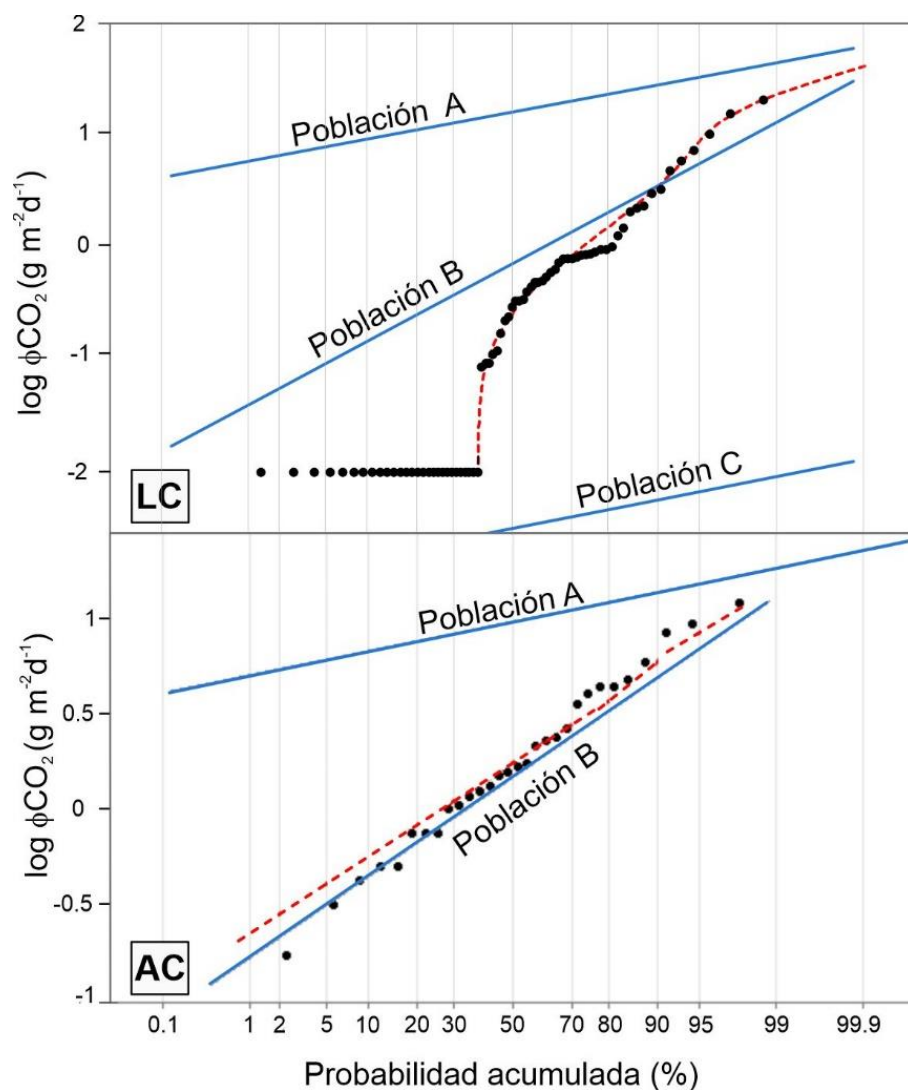 2
1
0
-1
-2
log ϕCO₂ (g m⁻²d⁻¹)
Población A
Población B
Población C
LC
1
0.5
0
-0.5
-1
log ϕCO₂ (g m⁻²d⁻¹)
Población A
Población B
AC
0.1 1 2 5 10 20 30 50 70 80 90 95 99 99.9
Probabilidad acumulada (%)